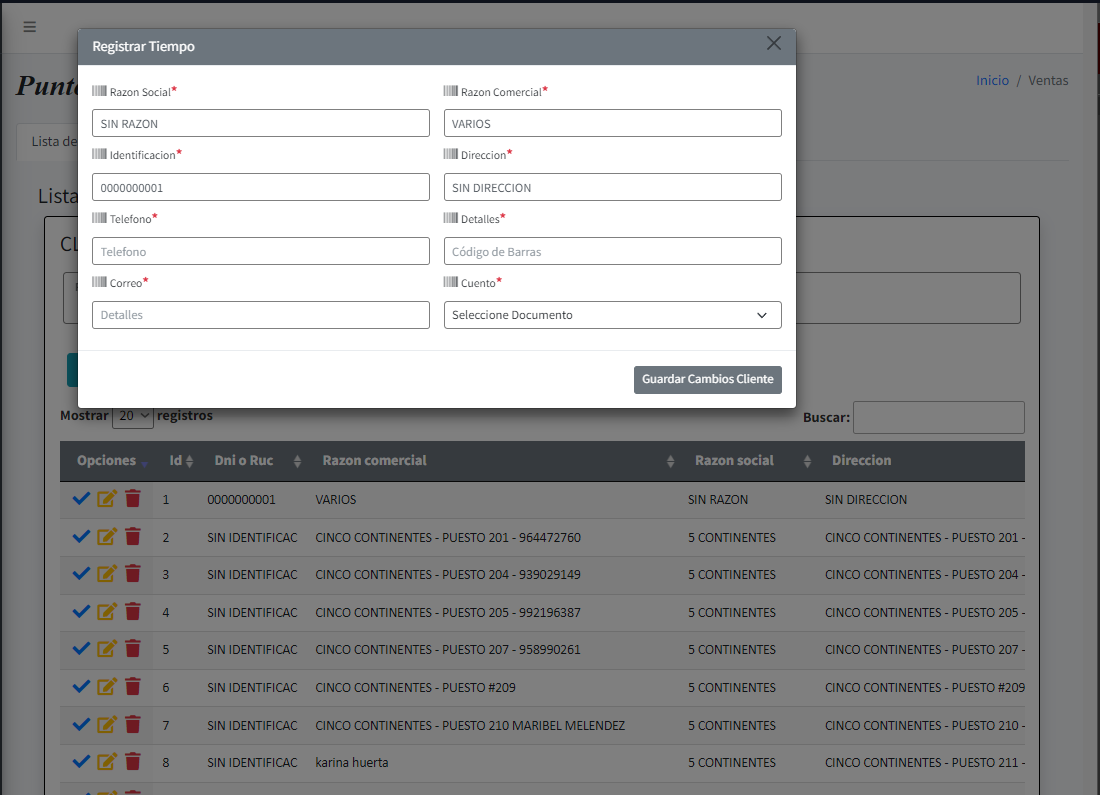 ☰
Registrar Tiempo
Punto
Inicio / Ventas
Lista de
Razon Social*
Razon Comercial*
SIN RAZON
VARIOS
Identificacion*
Direccion*
0000000001
SIN DIRECCION
Lista
Telefono*
Detalles*
Telefono
Código de Barras
Correo*
Cuento*
Detalles
Seleccione Documento
Guardar Cambios Cliente
Mostrar 20 registros
Buscar:
Opciones Id Dni o Ruc Razon comercial Razon social Direccion
1 0000000001 VARIOS SIN RAZON SIN DIRECCION
2 SIN IDENTIFICAC CINCO CONTINENTES - PUESTO 201 - 964472760 5 CONTINENTES CINCO CONTINENTES - PUESTO 201 -
3 SIN IDENTIFICAC CINCO CONTINENTES - PUESTO 204 - 939029149 5 CONTINENTES CINCO CONTINENTES - PUESTO 204 -
4 SIN IDENTIFICAC CINCO CONTINENTES - PUESTO 205 - 992196387 5 CONTINENTES CINCO CONTINENTES - PUESTO 205 -
5 SIN IDENTIFICAC CINCO CONTINENTES - PUESTO 207 - 958990261 5 CONTINENTES CINCO CONTINENTES - PUESTO 207 -
6 SIN IDENTIFICAC CINCO CONTINENTES - PUESTO #209 5 CONTINENTES CINCO CONTINENTES - PUESTO #209
7 SIN IDENTIFICAC CINCO CONTINENTES - PUESTO 210 MARIBEL MELENDEZ 5 CONTINENTES CINCO CONTINENTES - PUESTO 210 -
8 SIN IDENTIFICAC karina huerta 5 CONTINENTES CINCO CONTINENTES - PUESTO 211 -